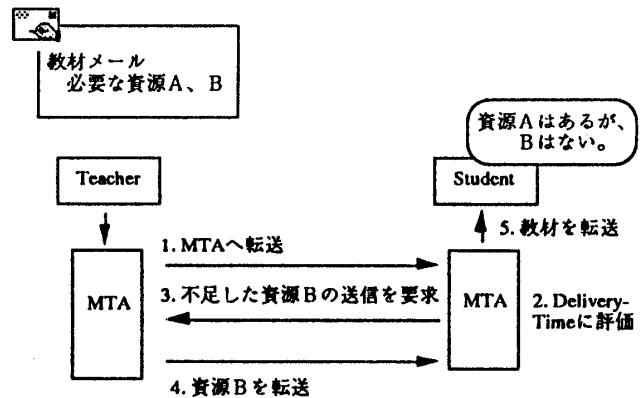 教材メール
必要な資源A、B
資源Aはあるが、
Bはない。
Teacher
Student
5. 教材を転送
1. MTAへ転送
MTA
3. 不足した資源Bの送信を要求
MTA
2. Delivery-
Timeに評価
4. 資源Bを転送